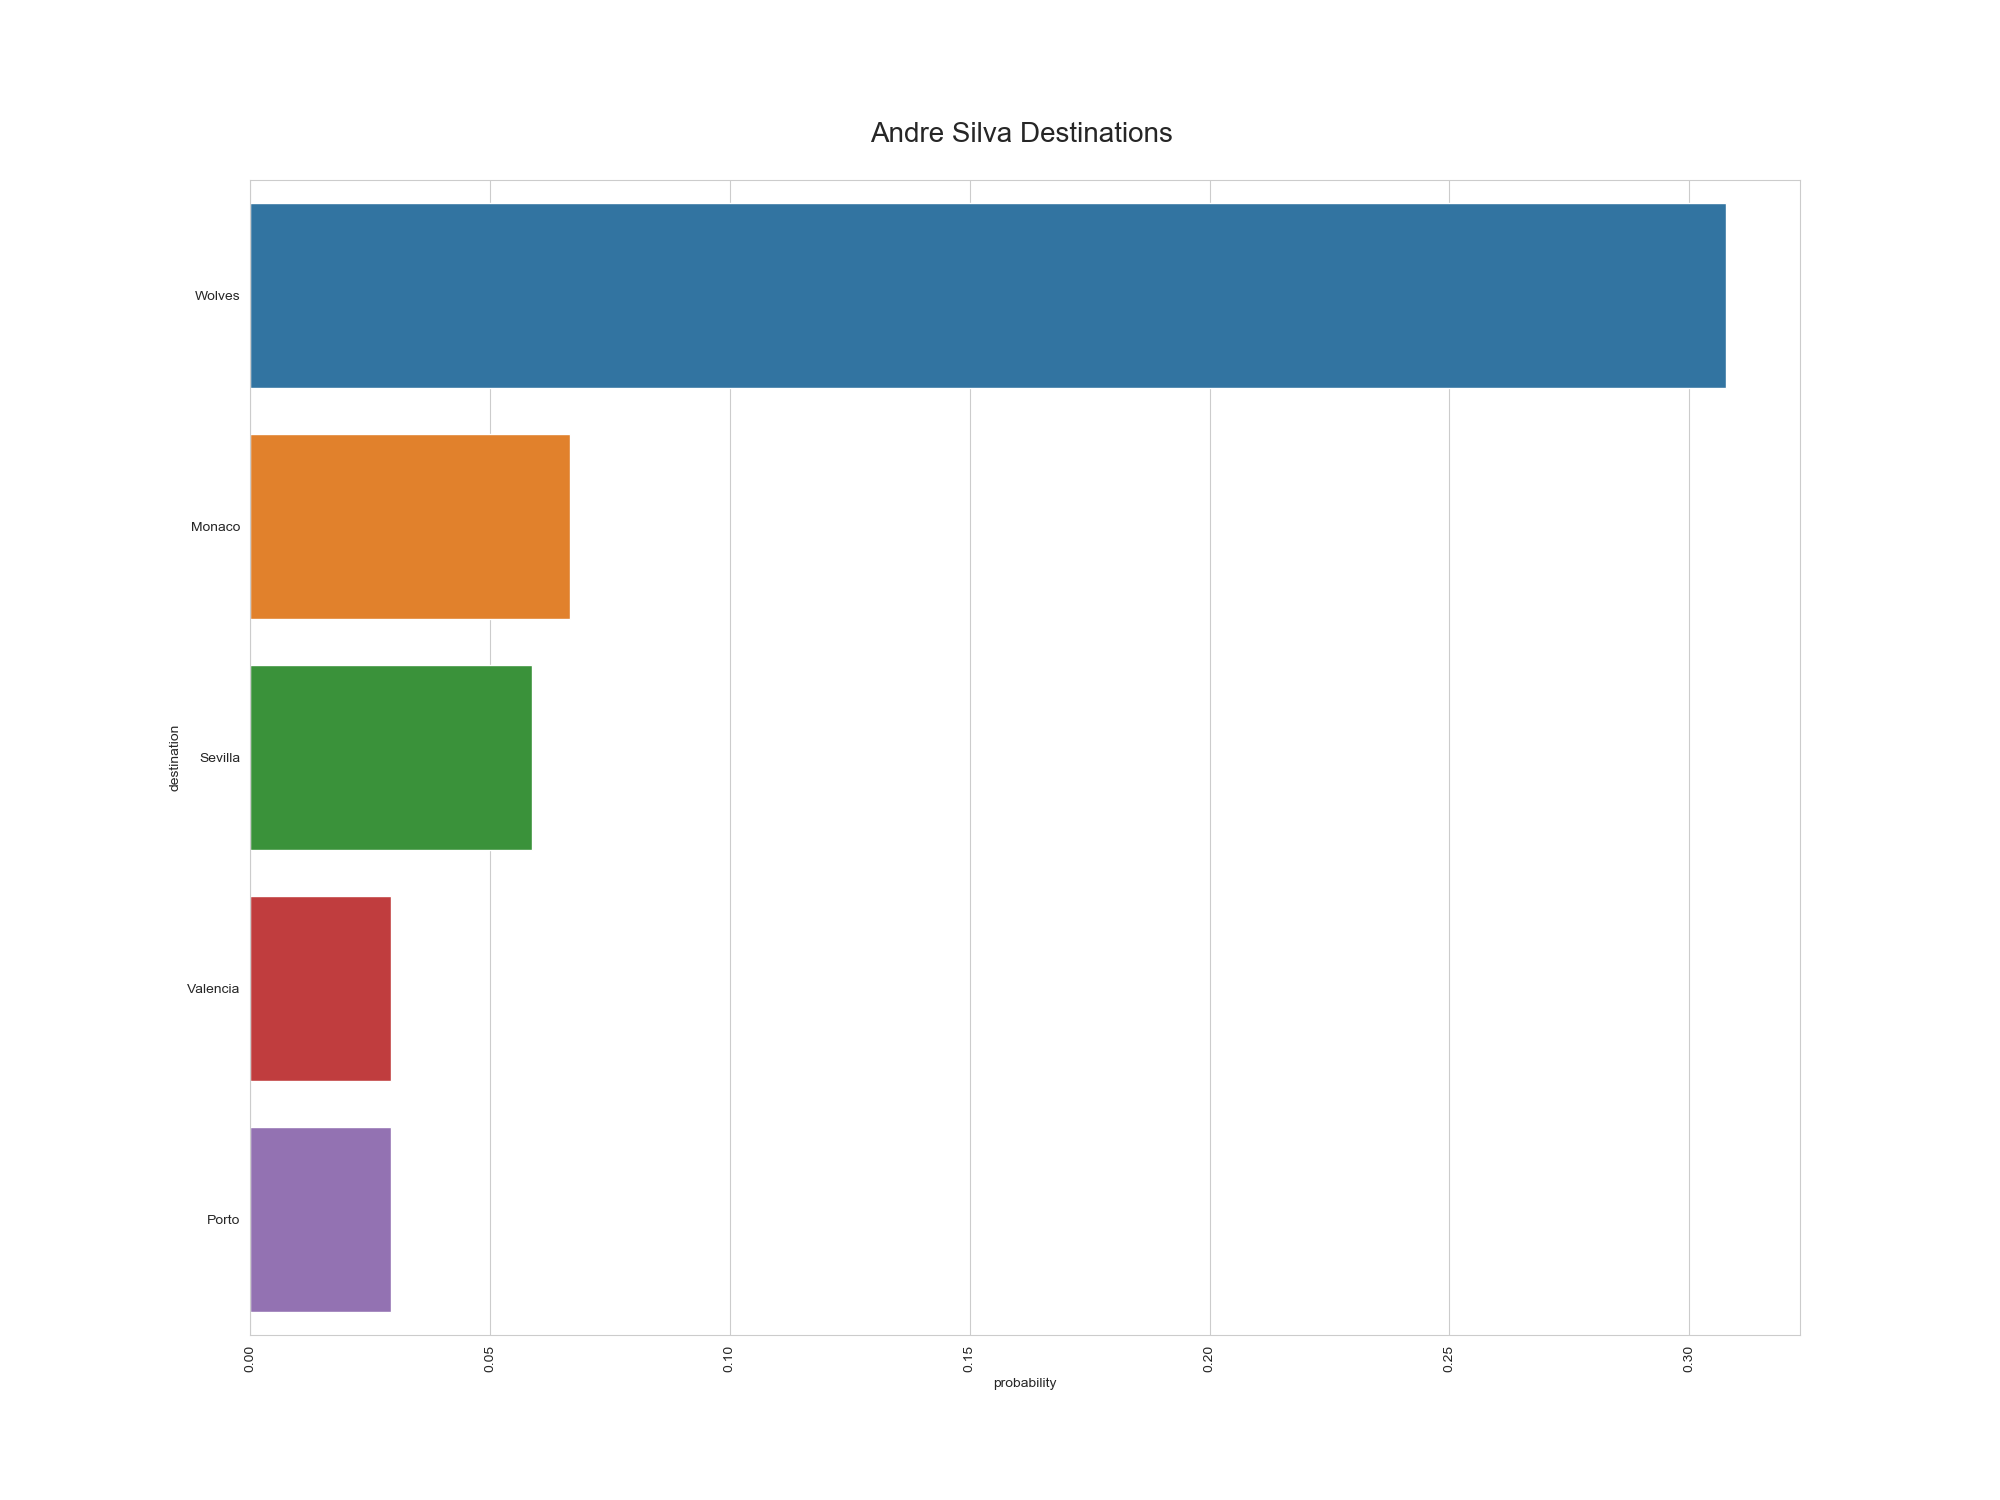 Andre Silva Destinations
Wolves
Monaco
Sevilla
Valencia
Porto
destination
0.00
0.05
0.10
0.15
0.20
0.25
0.30
probability